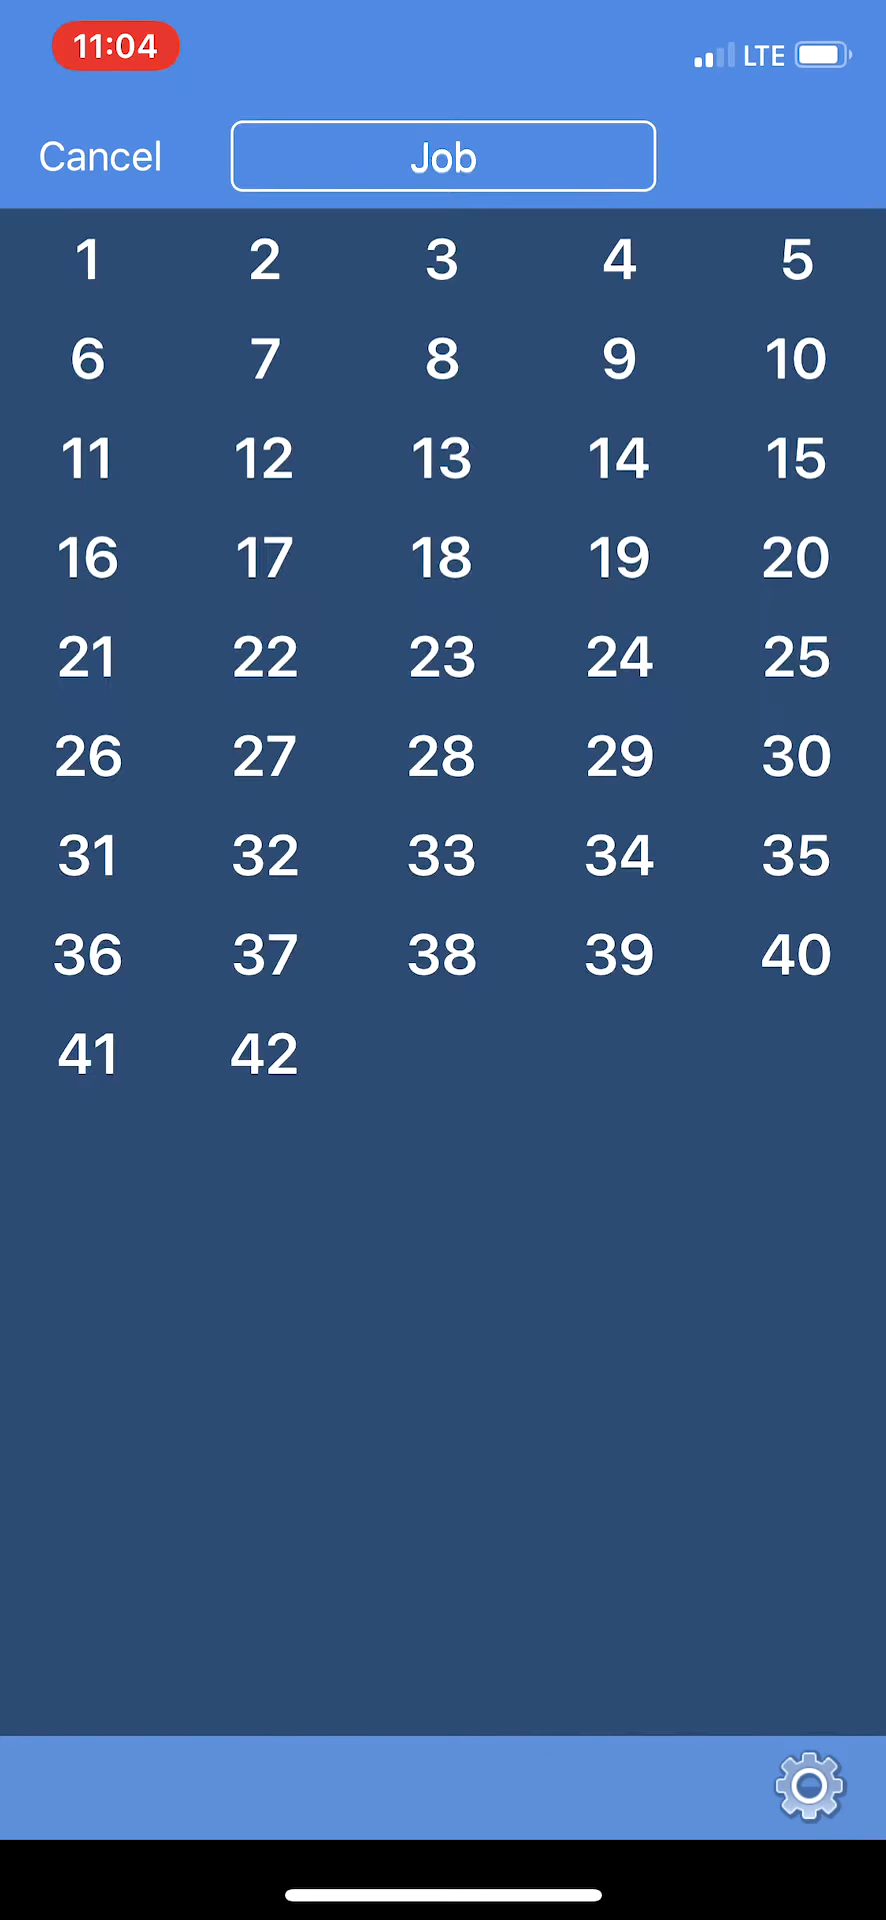 11:04 LTE
Cancel Job
1 2 3 4 5
6 7 8 9 10
11 12 13 14 15
16 17 18 19 20
21 22 23 24 25
26 27 28 29 30
31 32 33 34 35
36 37 38 39 40
41 42